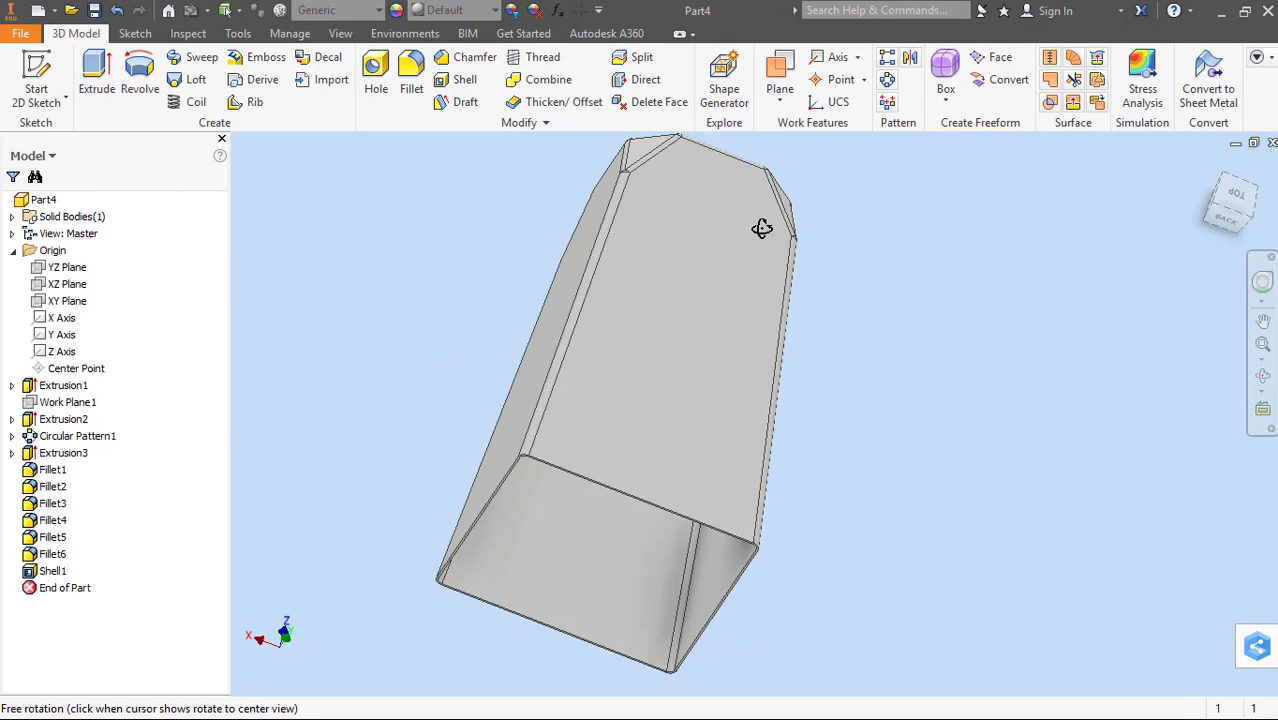 PRO
Generic
Default
Part4
Search Help & Commands...
Sign In
File
3D Model
Sketch
Inspect
Tools
Manage
View
Environments
BIM
Get Started
Autodesk A360
Start
2D Sketch
Sketch
Extrude
Revolve
Sweep
Loft
Coil
Emboss
Derive
Rib
Decal
Import
Create
Hole
Fillet
Chamfer
Shell
Draft
Thread
Combine
Thicken/ Offset
Split
Direct
Delete Face
Modify
Shape
Generator
Explore
Plane
Axis
Point
UCS
Work Features
Pattern
Box
Face
Convert
Create Freeform
Surface
Stress
Analysis
Simulation
Convert to
Sheet Metal
Convert
Model
Part4
Solid Bodies(1)
View: Master
Origin
YZ Plane
XZ Plane
XY Plane
X Axis
Y Axis
Z Axis
Center Point
Extrusion1
Work Plane1
Extrusion2
Circular Pattern1
Extrusion3
Fillet1
Fillet2
Fillet3
Fillet4
Fillet5
Fillet6
Shell1
End of Part
TOP
BACK
Z
Y
X
Free rotation (click when cursor shows rotate to center view)
1
1